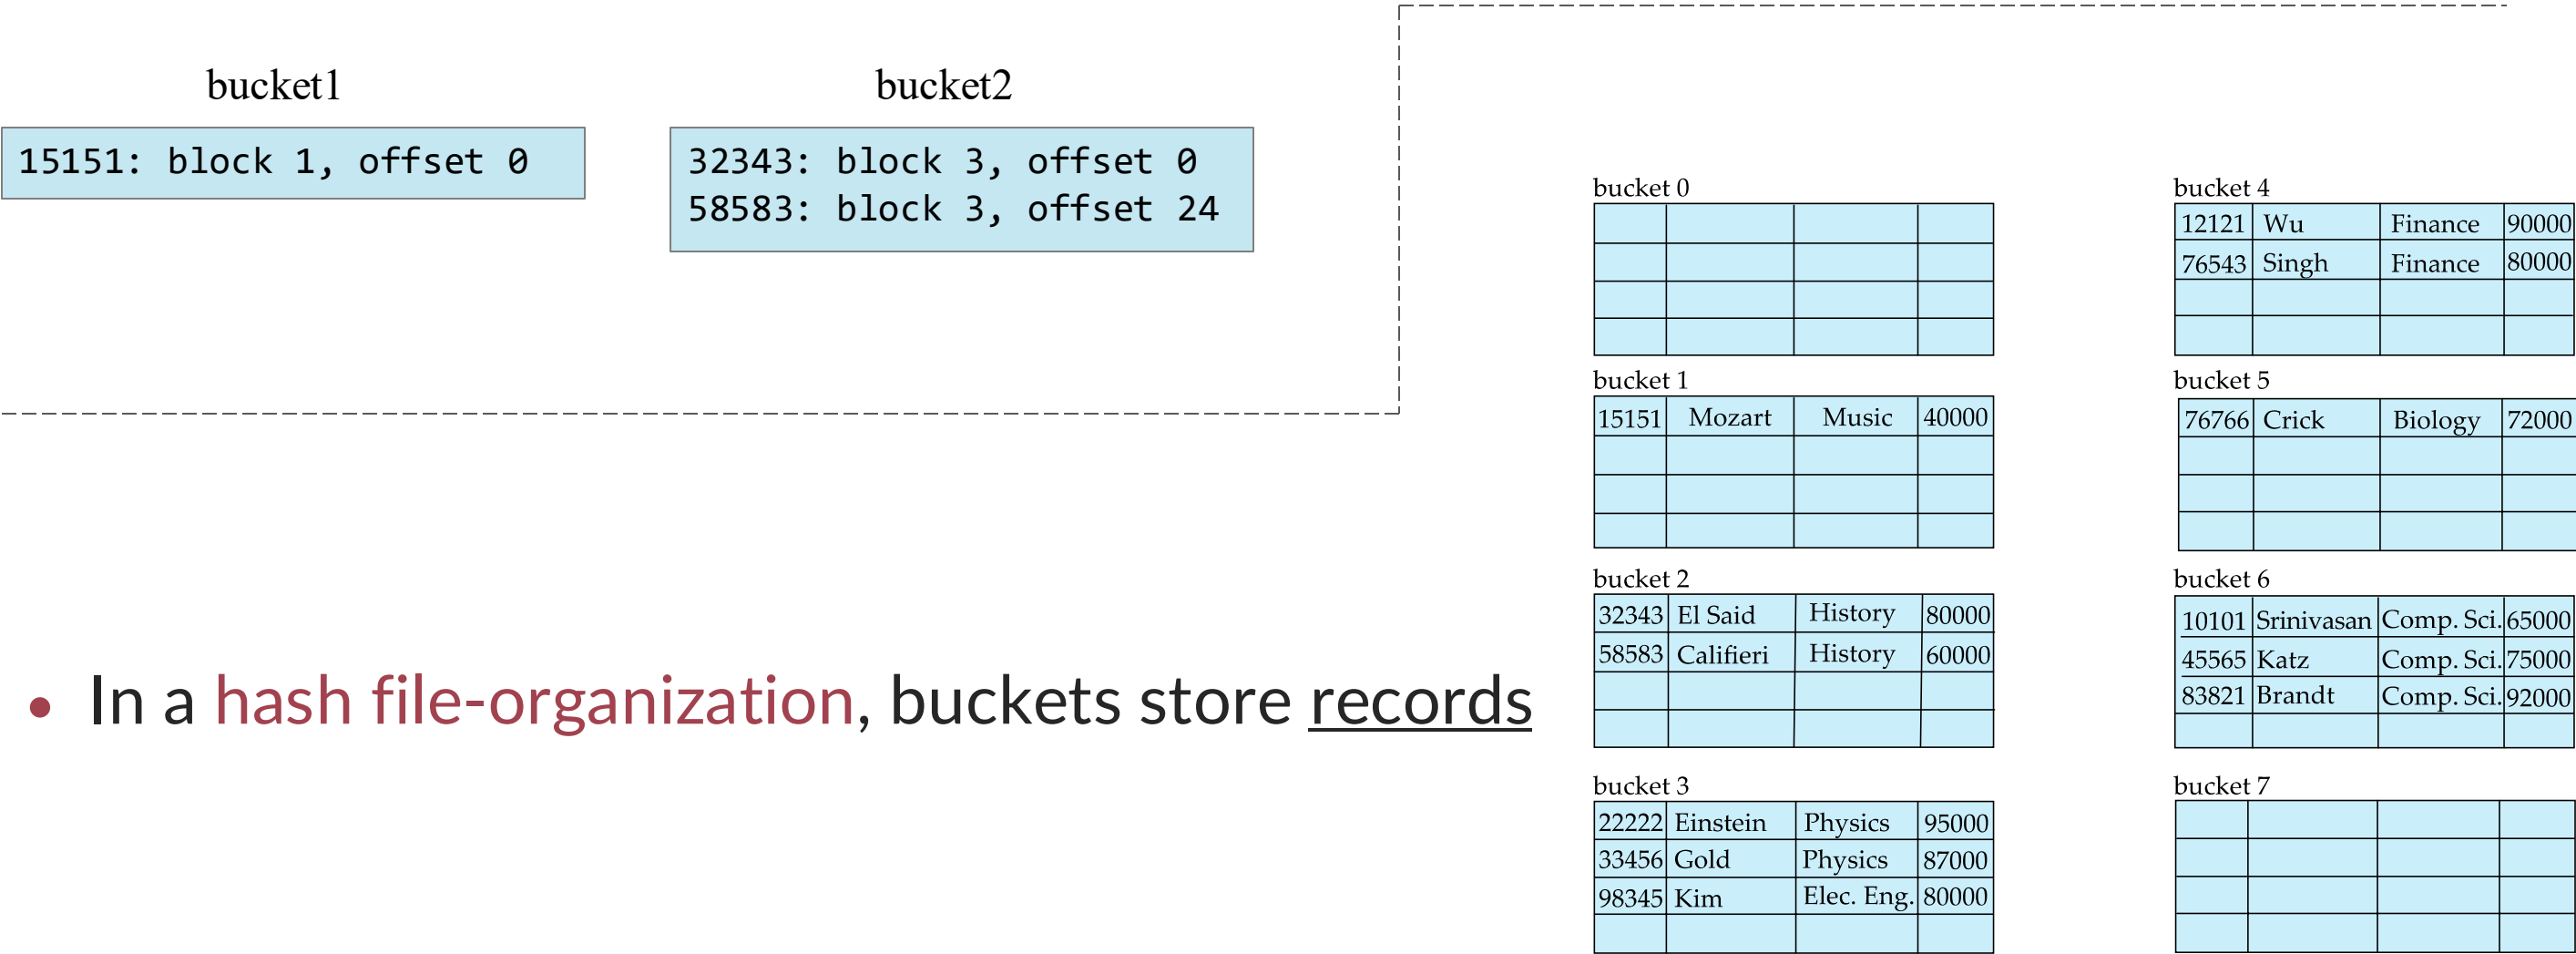 bucket1
15151: block 1, offset 0
bucket2
32343: block 3, offset 0
58583: block 3, offset 24
• In a hash file-organization, buckets store records
bucket 0
bucket 1
15151 Mozart Music 40000
bucket 2
32343 El Said History 80000
58583 Califieri History 60000
bucket 3
22222 Einstein Physics 95000
33456 Gold Physics 87000
98345 Kim Elec. Eng. 80000
bucket 4
12121 Wu Finance 90000
76543 Singh Finance 80000
bucket 5
76766 Crick Biology 72000
bucket 6
10101 Srinivasan Comp. Sci. 65000
45565 Katz Comp. Sci. 75000
83821 Brandt Comp. Sci. 92000
bucket 7